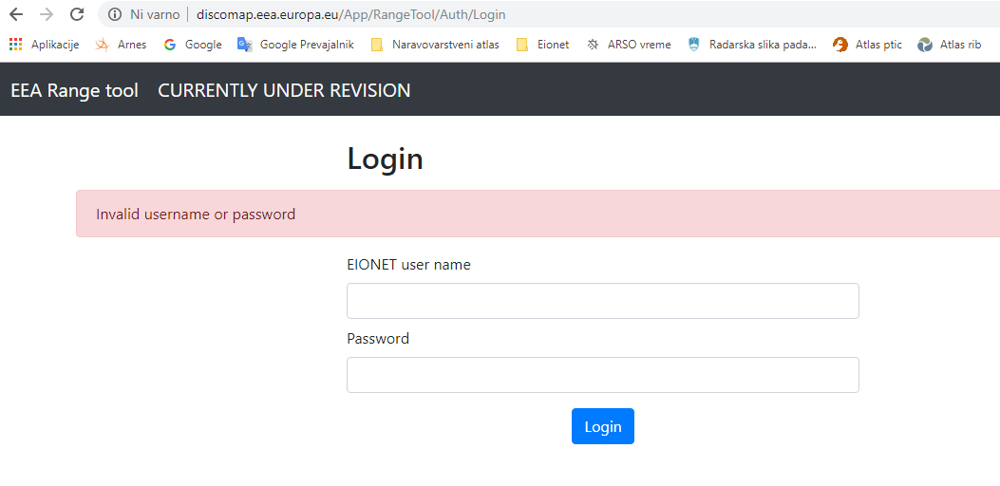 Ni varno discomap.eea.europa.eu/App/RangeTool/Auth/Login
Aplikacije Arnes Google Google Prevajalnik Naravovarstveni atlas Eionet ARSO vreme Radarska slika pada... Atlas ptic Atlas rib
EEA Range tool CURRENTLY UNDER REVISION
Login
Invalid username or password
EIONET user name
Password
Login